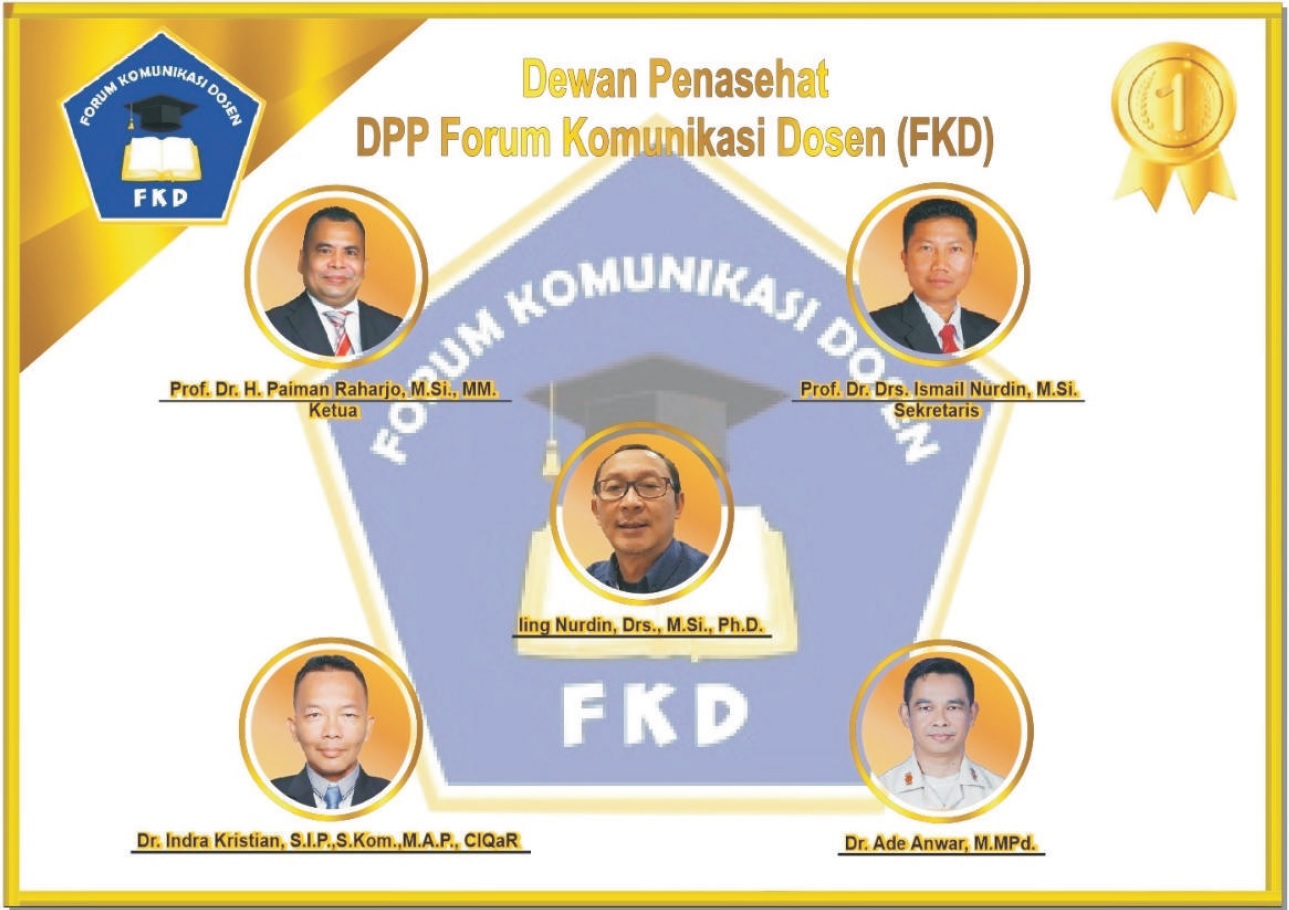 FORUM KOMUNIKASI DOSEN
FKD
Dewan Penasehat
DPP Forum Komunikasi Dosen (FKD)
1
FORUM KOMUNIKASI DOSEN
Prof. Dr. H. Paiman Raharjo, M.Si., MM.
Ketua
Prof. Dr. Drs. Ismail Nurdin, M.Si.
Sekretaris
Iing Nurdin, Drs., M.Si., Ph.D.
FKD
Dr. Indra Kristian, S.I.P.,S.Kom.,M.A.P., CIQaR
Dr. Ade Anwar, M.MPd.